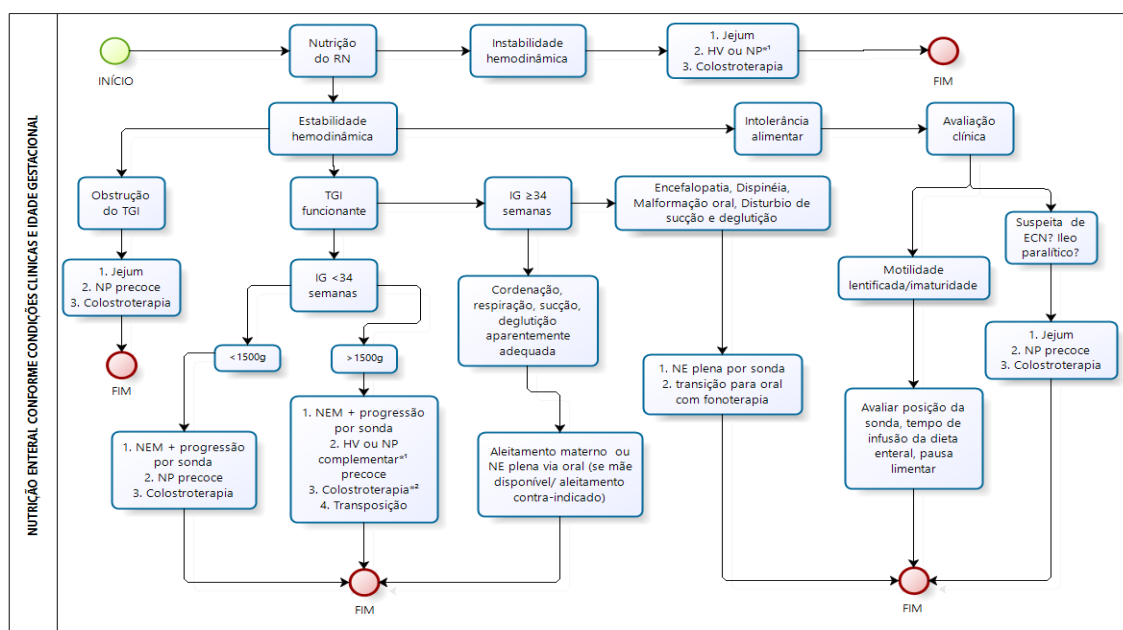 NUTRIÇÃO ENTERAL CONFORME CONDIÇÕES CLINICAS E IDADE GESTACIONAL
INÍCIO
Nutrição
do RN
Instabilidade
hemodinâmica
1. Jejum
2. HV ou NP*¹
3. Colostroterapia
FIM
Estabilidade
hemodinâmica
Intolerância
alimentar
Avaliação
clínica
Obstrução
do TGI
TGI
funcionante
IG ≥34
semanas
Encefalopatia, Dispinéia,
Malformação oral, Disturbio de
sucção e deglutição
Suspeita de
ECN? Ileo
paralítico?
1. Jejum
2. NP precoce
3. Colostroterapia
FIM
IG <34
semanas
Cordenação,
respiração, sucção,
deglutição
aparentemente
adequada
Motilidade
lentificada/imaturidade
1. Jejum
2. NP precoce
3. Colostroterapia
<1500g
>1500g
1. NE plena por sonda
2. transição para oral
com fonoterapia
1. NEM + progressão
por sonda
2. NP precoce
3. Colostroterapia
1. NEM + progressão
por sonda
2. HV ou NP
complementar*¹
precoce
3. Colostroterapia*²
4. Transposição
Aleitamento materno ou
NE plena via oral (se mãe
disponível/ aleitamento
contra-indicado)
Avaliar posição da
sonda, tempo de
infusão da dieta
enteral, pausa
limentar
FIM
FIM